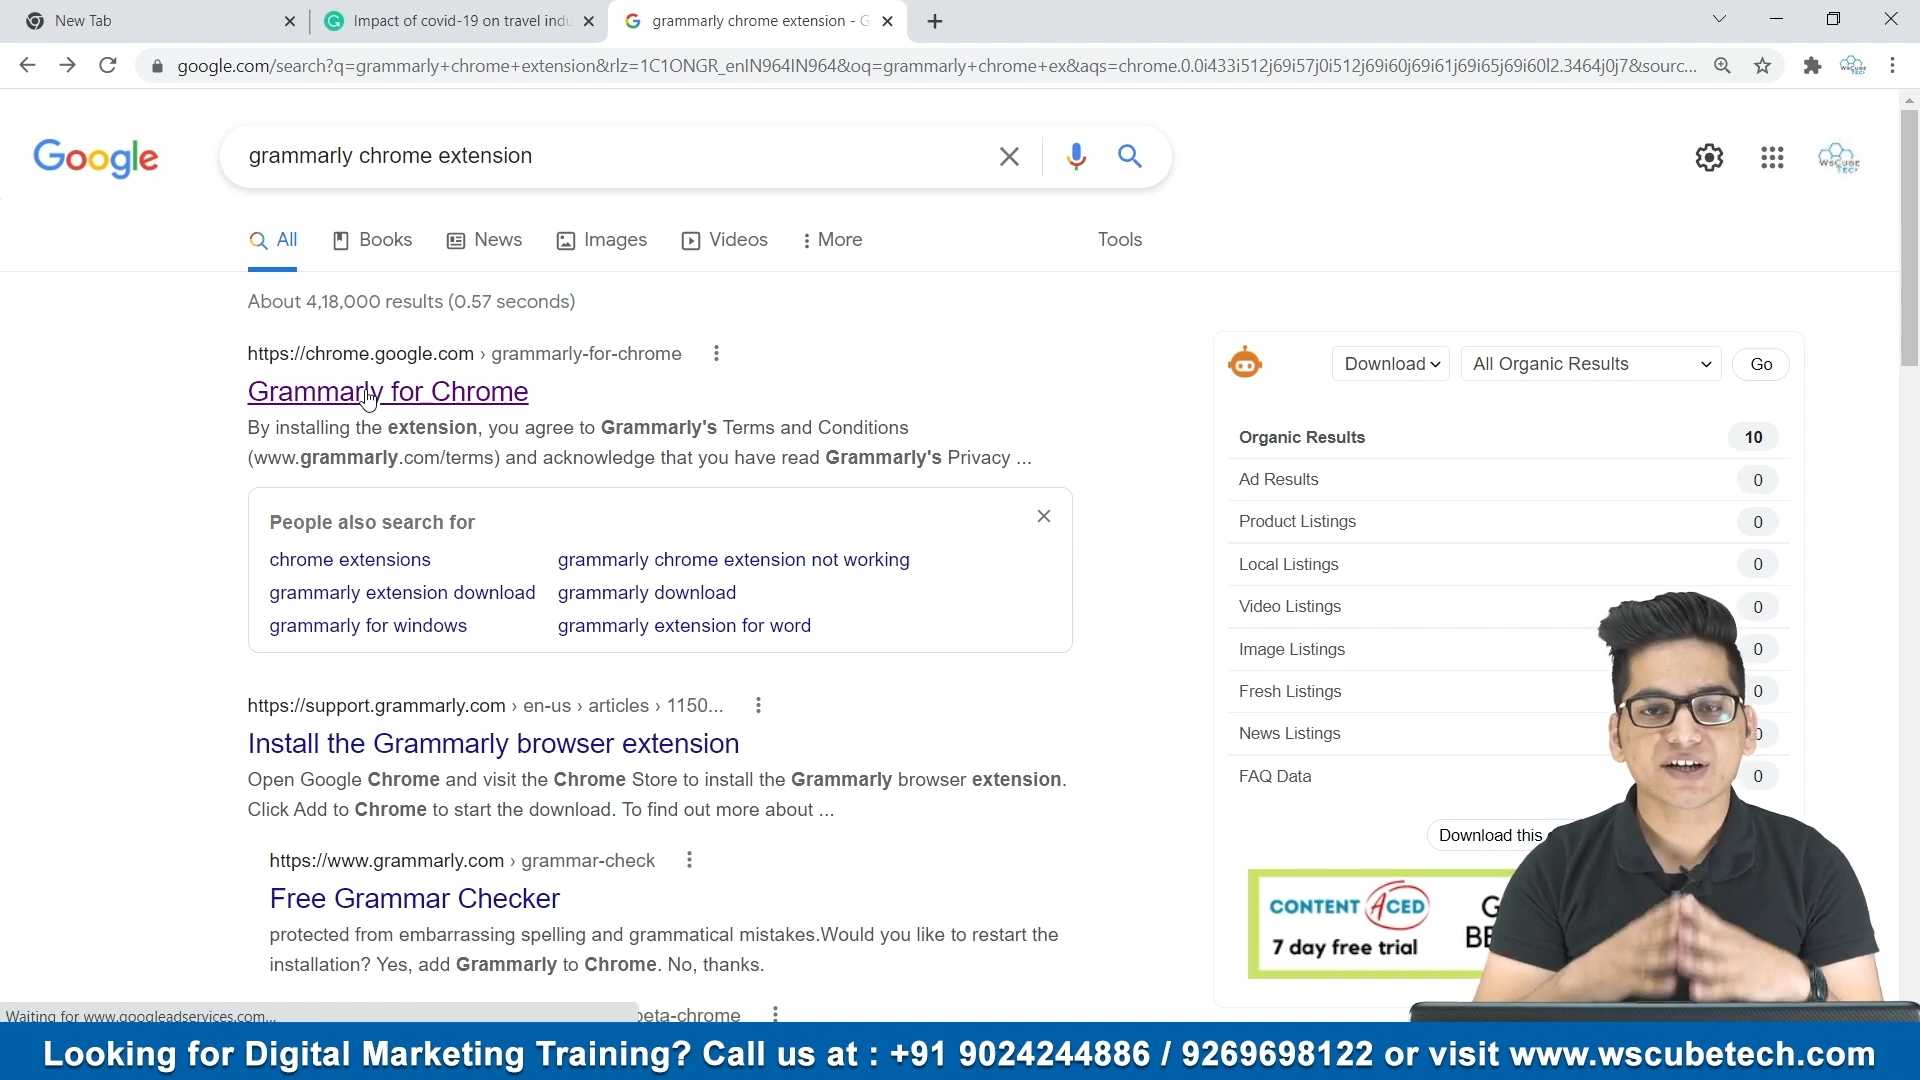 New Tab
Impact of covid-19 on travel indu
grammarly chrome extension - G
google.com/search?q=grammarly+chrome+extension&rlz=1C1ONGR_enIN964IN964&oq=grammarly+chrome+ex&aqs=chrome.0.0i433i512j69i57j0i512j69i60j69i61j69i65j69i60l2.3464j0j7&sourc...
Google
grammarly chrome extension
WSCUBE TECH
All Books News Images Videos More Tools
About 4,18,000 results (0.57 seconds)
https://chrome.google.com › grammarly-for-chrome
Grammarly for Chrome
By installing the extension, you agree to Grammarly's Terms and Conditions
(www.grammarly.com/terms) and acknowledge that you have read Grammarly's Privacy ...
People also search for
chrome extensions grammarly chrome extension not working
grammarly extension download grammarly download
grammarly for windows grammarly extension for word
https://support.grammarly.com › en-us › articles › 1150...
Install the Grammarly browser extension
Open Google Chrome and visit the Chrome Store to install the Grammarly browser extension.
Click Add to Chrome to start the download. To find out more about ...
https://www.grammarly.com › grammar-check
Free Grammar Checker
protected from embarrassing spelling and grammatical mistakes.Would you like to restart the
installation? Yes, add Grammarly to Chrome. No, thanks.
beta-chrome
Waiting for www.googleadservices.com...
Download All Organic Results Go
Organic Results 10
Ad Results 0
Product Listings 0
Local Listings 0
Video Listings 0
Image Listings 0
Fresh Listings 0
News Listings 0
FAQ Data 0
Download this
CONTENT ACED
7 day free trial
Looking for Digital Marketing Training? Call us at : +91 9024244886 / 9269698122 or visit www.wscubetech.com